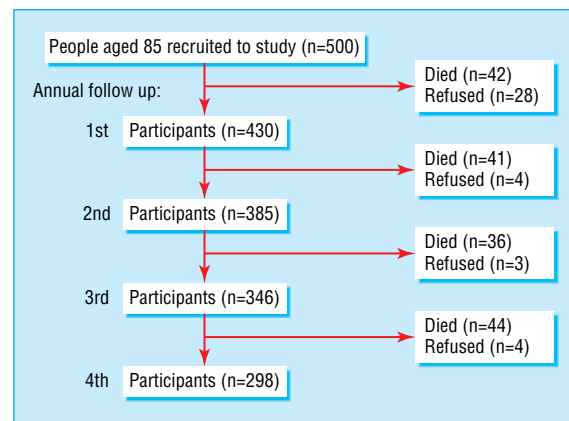 People aged 85 recruited to study (n=500)
Died (n=42)
Refused (n=28)
Annual follow up:
1st Participants (n=430)
Died (n=41)
Refused (n=4)
2nd Participants (n=385)
Died (n=36)
Refused (n=3)
3rd Participants (n=346)
Died (n=44)
Refused (n=4)
4th Participants (n=298)